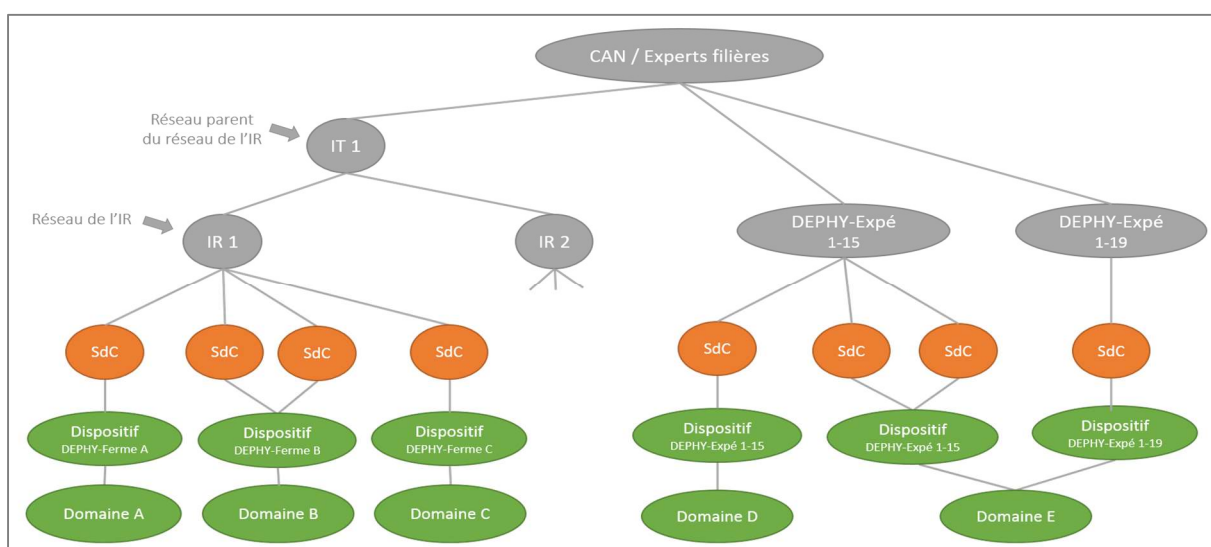 CAN / Experts filières
Réseau parent
du réseau de l'IR
IT 1
Réseau de l'IR
IR 1
IR 2
DEPHY-Expé
1-15
DEPHY-Expé
1-19
SdC
SdC
SdC
SdC
SdC
SdC
SdC
SdC
Dispositif
DEPHY-Ferme A
Dispositif
DEPHY-Ferme B
Dispositif
DEPHY-Ferme C
Dispositif
DEPHY-Expé 1-15
Dispositif
DEPHY-Expé 1-15
Dispositif
DEPHY-Expé 1-19
Domaine A
Domaine B
Domaine C
Domaine D
Domaine E